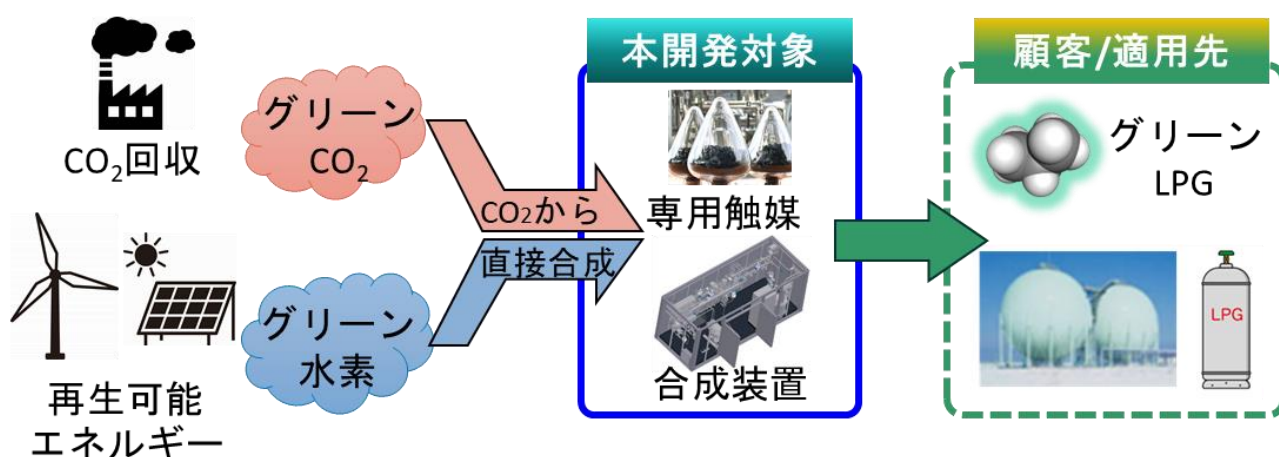 CO₂回収
グリーン
CO₂
再生可能
エネルギー
グリーン
水素
CO₂から
直接合成
本開発対象
専用触媒
合成装置
顧客/適用先
グリーン
LPG
LPG